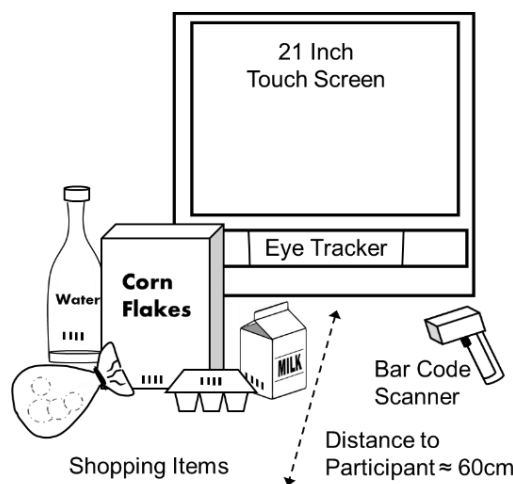 21 Inch
Touch Screen
Eye Tracker
Water
Corn
Flakes
MILK
Bar Code
Scanner
Distance to
Participant ≈ 60cm
Shopping Items